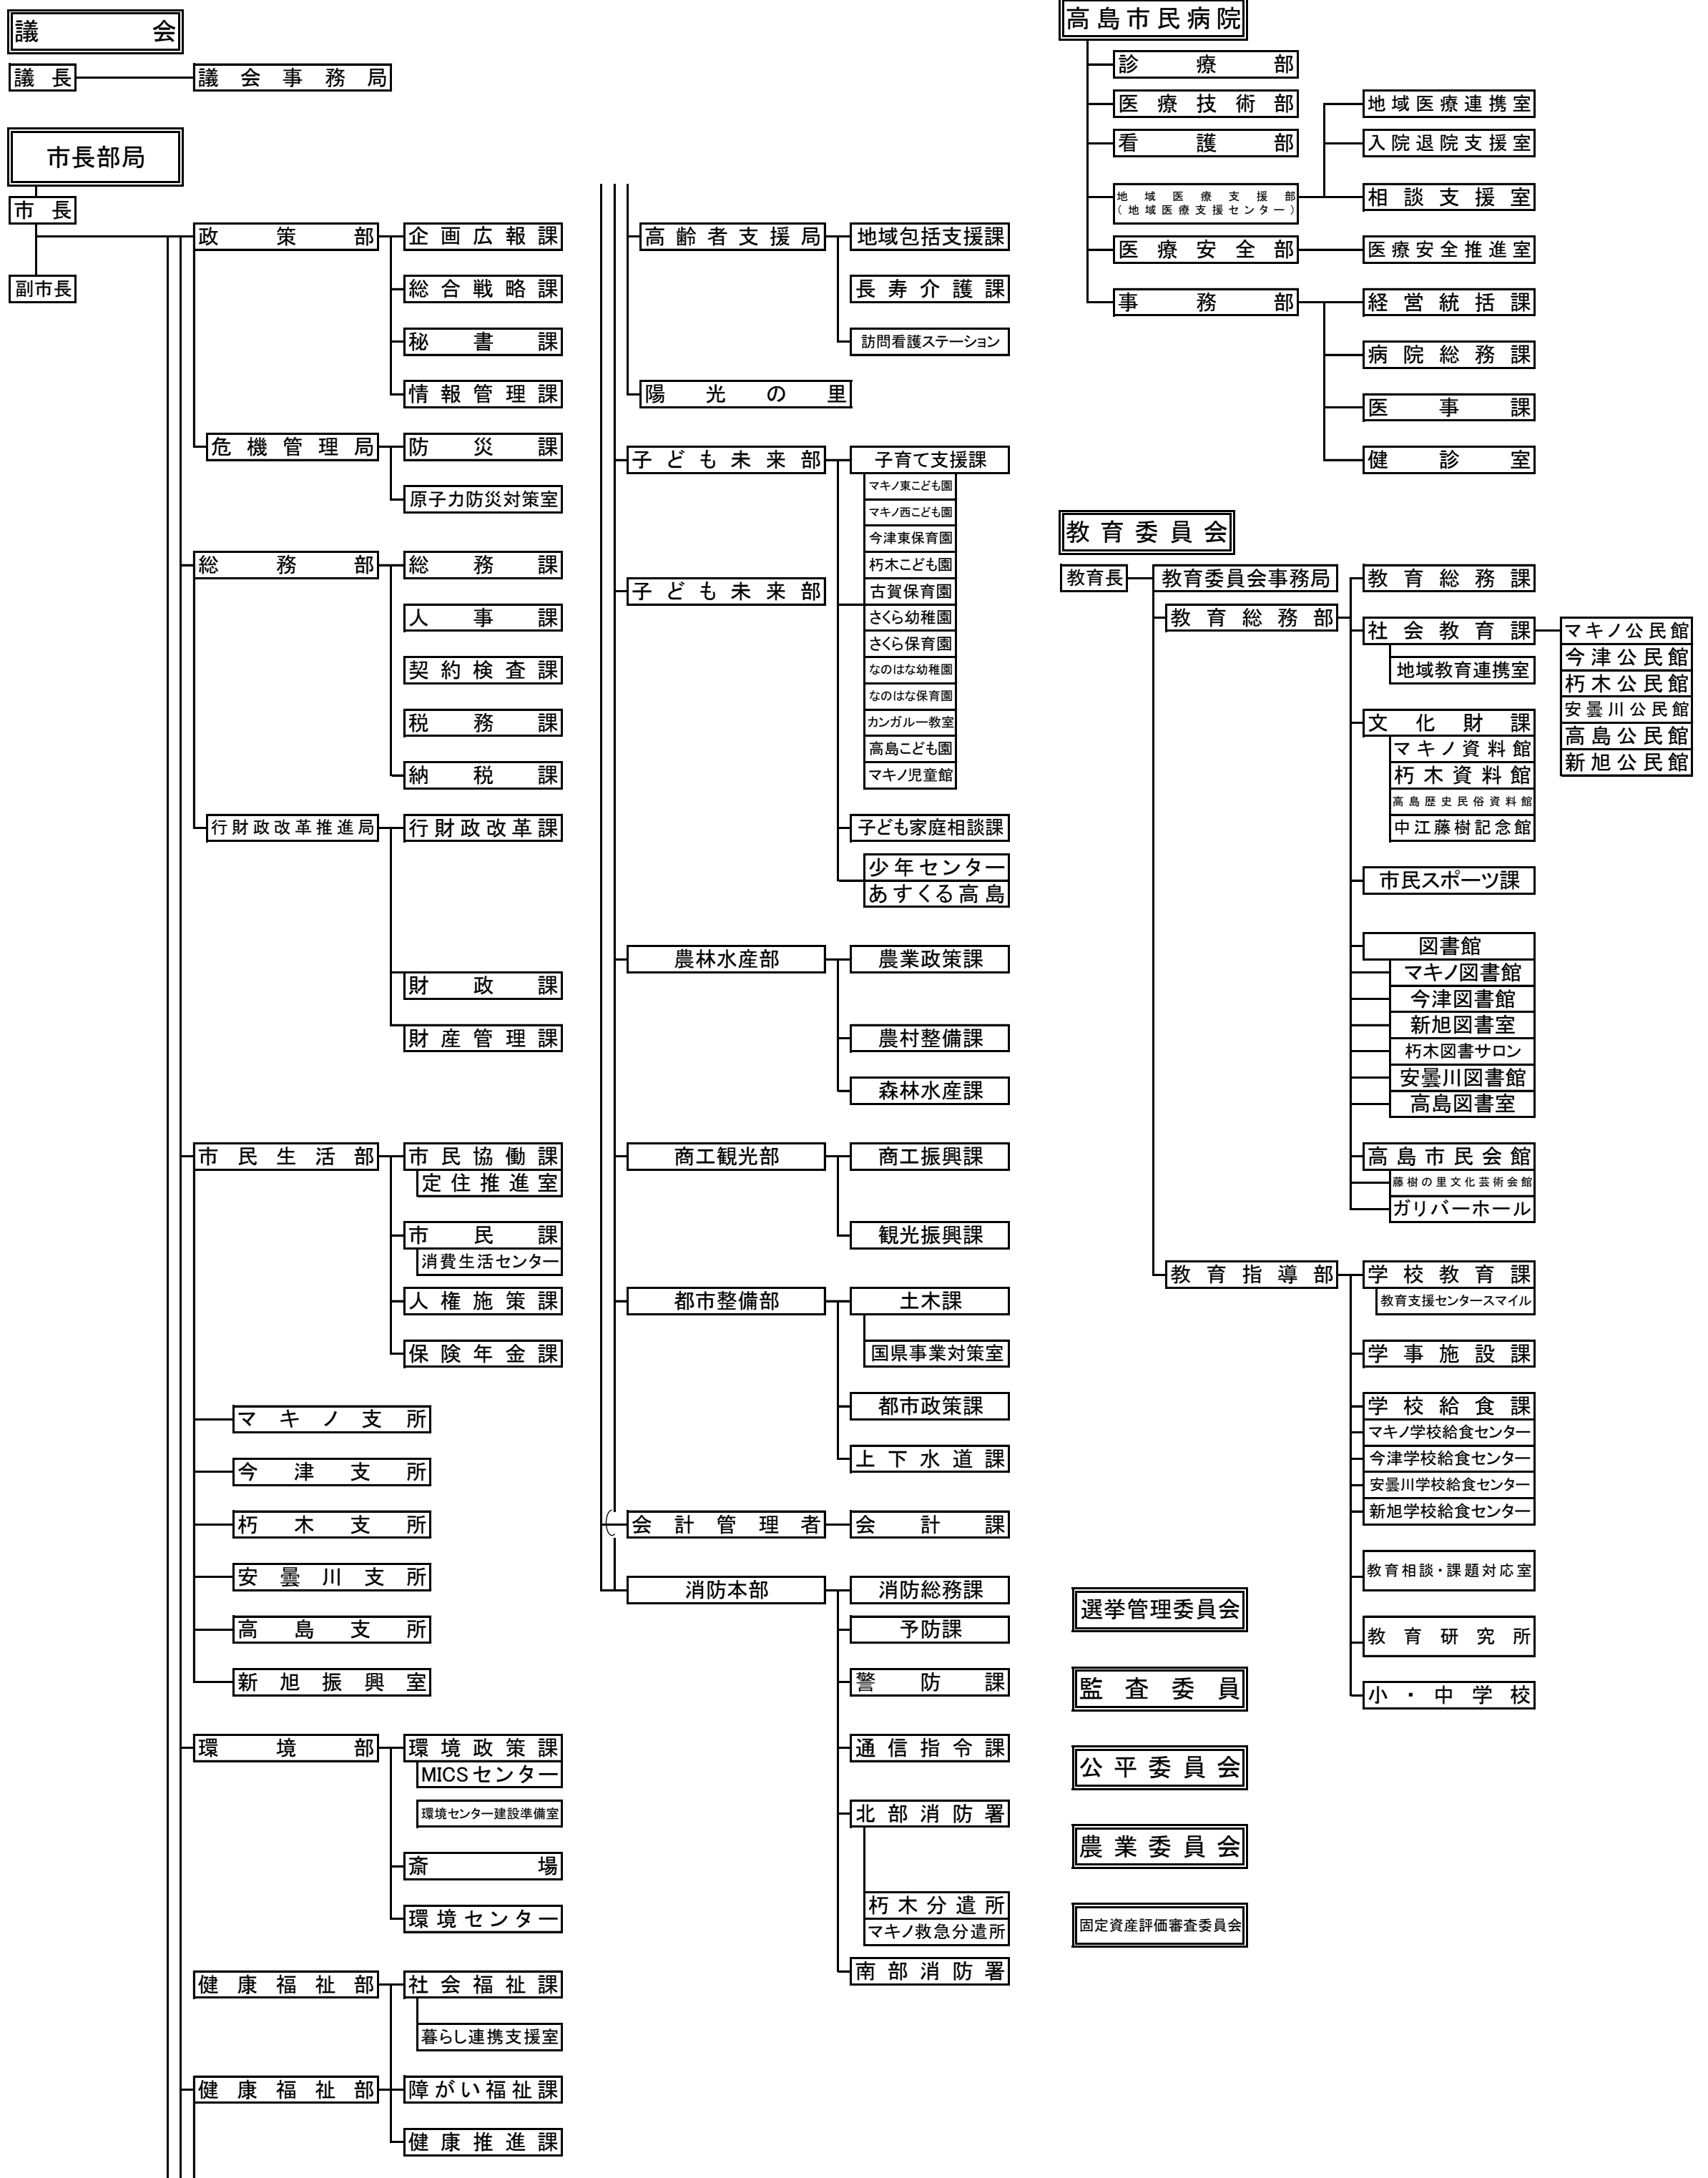 議会
議長
議会事務局
市長部局
市長
副市長
政策部
企画広報課
総合戦略課
秘書課
情報管理課
危機管理局
防災課
原子力防災対策室
総務部
総務課
人事課
契約検査課
税務課
納税課
行財政改革推進局
行財政改革課
財政課
財産管理課
市民生活部
市民協働課
定住推進室
市民課
消費生活センター
人権施策課
保険年金課
マキノ支所
今津支所
朽木支所
安曇川支所
高島支所
新旭振興室
環境部
環境政策課
MICSセンター
環境センター建設準備室
斎場
環境センター
健康福祉部
社会福祉課
暮らし連携支援室
健康福祉部
障がい福祉課
健康推進課
高齢者支援局
地域包括支援課
長寿介護課
訪問看護ステーション
陽光の里
子ども未来部
子育て支援課
マキノ東こども園
マキノ西こども園
今津東保育園
朽木こども園
子ども未来部
古賀保育園
さくら幼稚園
さくら保育園
なのはな幼稚園
なのはな保育園
カンガルー教室
高島こども園
マキノ児童館
子ども家庭相談課
少年センター
あすくる高島
農林水産部
農業政策課
農村整備課
森林水産課
商工観光部
商工振興課
観光振興課
都市整備部
土木課
国県事業対策室
都市政策課
上下水道課
会計管理者
会計課
消防本部
消防総務課
予防課
警防課
通信指令課
北部消防署
朽木分遣所
マキノ救急分遣所
南部消防署
高島市民病院
診療部
医療技術部
看護部
地域医療支援部
(地域医療支援センター)
地域医療連携室
入院退院支援室
相談支援室
医療安全部
医療安全推進室
事務部
経営統括課
病院総務課
医事課
健診室
教育委員会
教育長
教育委員会事務局
教育総務部
教育総務課
社会教育課
地域教育連携室
マキノ公民館
今津公民館
朽木公民館
安曇川公民館
高島公民館
新旭公民館
文化財課
マキノ資料館
朽木資料館
高島歴史民俗資料館
中江藤樹記念館
市民スポーツ課
図書館
マキノ図書館
今津図書館
新旭図書室
朽木図書サロン
安曇川図書館
高島図書室
高島市民会館
藤樹の里文化芸術会館
ガリバーホール
教育指導部
学校教育課
教育支援センタースマイル
学事施設課
学校給食課
マキノ学校給食センター
今津学校給食センター
安曇川学校給食センター
新旭学校給食センター
教育相談・課題対応室
教育研究所
小・中学校
選挙管理委員会
監査委員
公平委員会
農業委員会
固定資産評価審査委員会